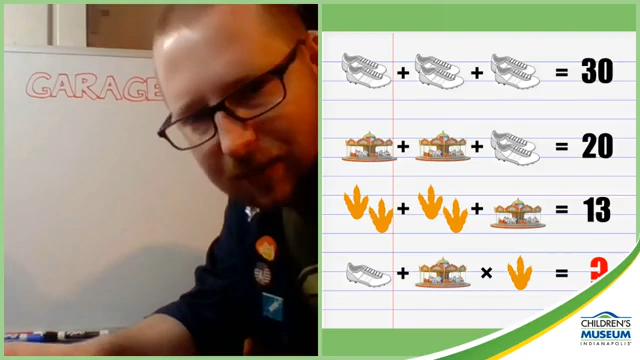 GARAGE
+ + = 30
+ + = 20
+ + = 13
+ × = ?
CHILDREN'S
MUSEUM
INDIANAPOLIS